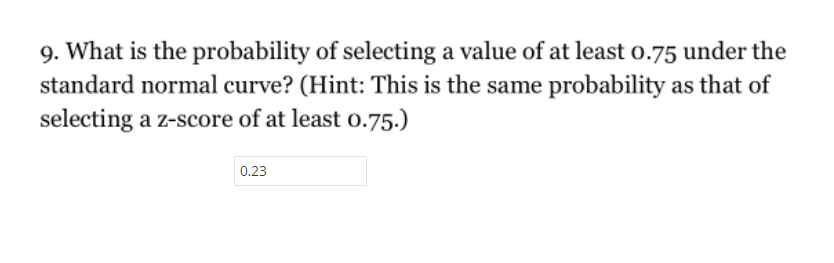 9. What is the probability of selecting a value of at least 0.75 under the
standard normal curve? (Hint: This is the same probability as that of
selecting a z-score of at least 0.75.)
0.23